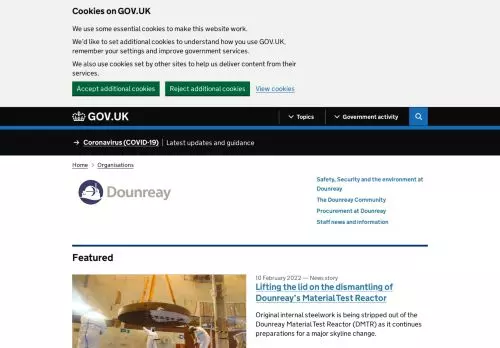 Cookies on GOV.UK
We use some essential cookies to make this website work.
We'd like to set additional cookies to understand how you use GOV.UK,
remember your settings and improve government services.
We also use cookies set by other sites to help us deliver content from their
services.
Accept additional cookies Reject additional cookies View cookies
GOV.UK Topics Government activity
→ Coronavirus (COVID-19) Latest updates and guidance
Home > Organisations
Dounreay
Safety, Security and the environment at
Dounreay
The Dounreay Community
Procurement at Dounreay
Staff news and information
Featured
10 February 2022 — News story
Lifting the lid on the dismantling of
Dounreay's Material Test Reactor
Original internal steelwork is being stripped out of the
Dounreay Material Test Reactor (DMTR) as it continues
preparations for a major skyline change.